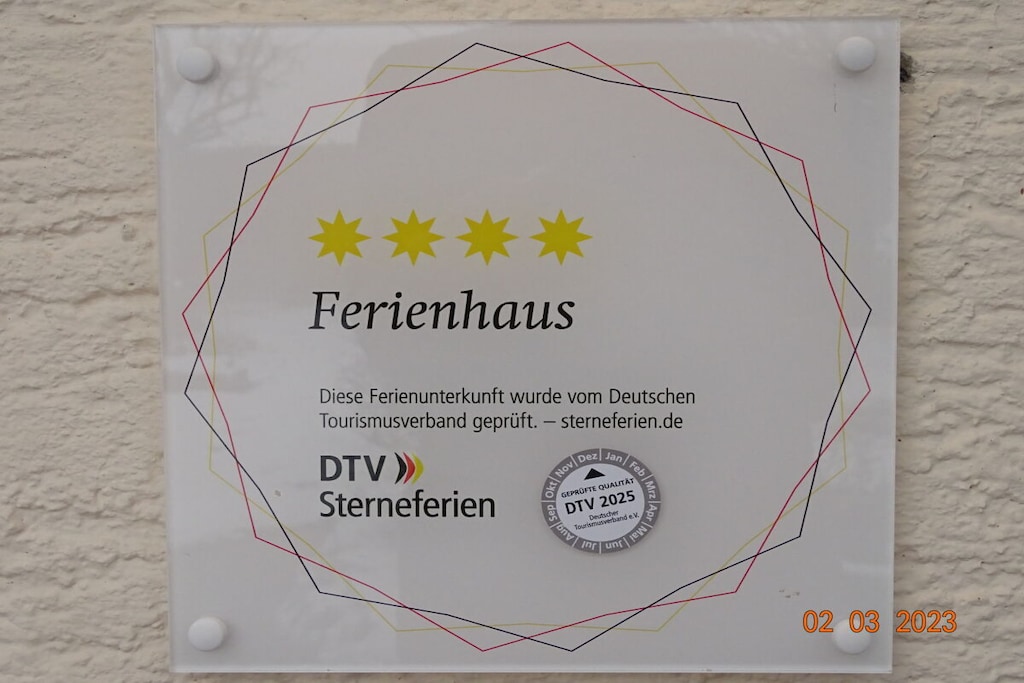 Ferienhaus
Diese Ferienunterkunft wurde vom Deutschen
Tourismusverband geprüft. – sterneferien.de
DTV
Sterneferien
Jan Feb Mrz Apr Mai Jun Jul Aug Sep Okt Nov Dez
GEPRÜFTE QUALITÄT
DTV 2025
Deutscher
Tourismusverband e.V.
02 03 2023